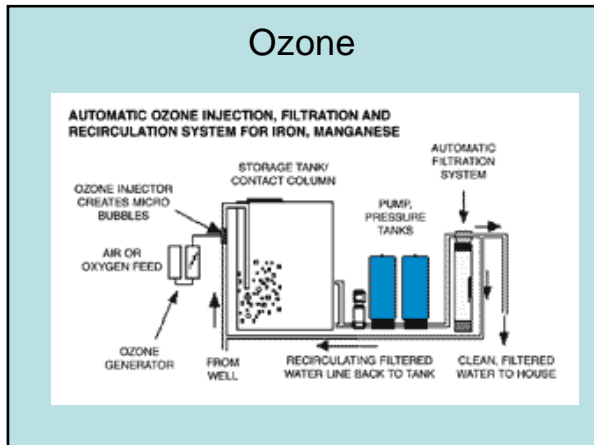 Ozone
AUTOMATIC OZONE INJECTION, FILTRATION AND
RECIRCULATION SYSTEM FOR IRON, MANGANESE
STORAGE TANK/
CONTACT COLUMN
AUTOMATIC
FILTRATION
SYSTEM
OZONE INJECTOR
CREATES MICRO
BUBBLES
PUMP,
PRESSURE
TANKS
AIR OR
OXYGEN FEED
OZONE
GENERATOR
FROM
WELL
RECIRCULATING FILTERED
WATER LINE BACK TO TANK
CLEAN, FILTERED
WATER TO HOUSE